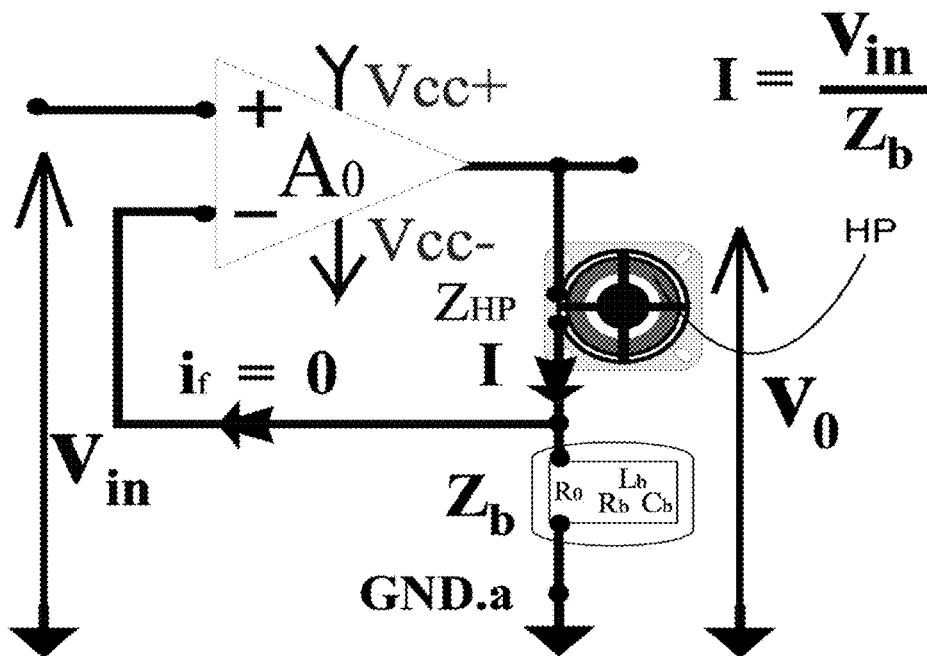 +
Vcc+
I = Vin / Zb
A0
−
Vcc-
HP
ZHP
if = 0
I
Vin
V0
Zb
R0 Lb
Rb Cb
GND.a